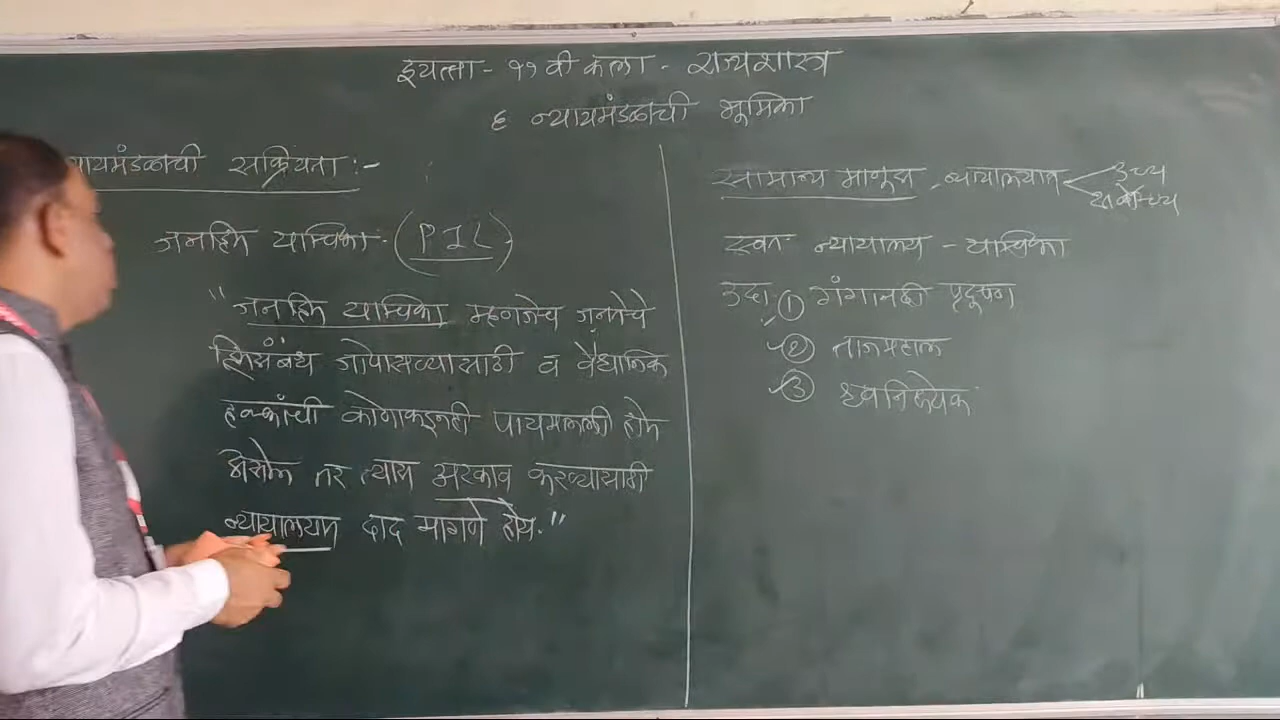 इयत्ता - ११ वी कला - राज्यशास्त्र
६ न्यायमंडळाची भूमिका
न्यायमंडळाची सक्रियता :-
जनहित याचिका - (PIL)
"जनहित याचिका म्हणजेच जनतेचे
हितसंबंध जोपासण्यासाठी व वैधानिक
हक्कांची कोणाकडूनही पायमल्ली होत
असेल तर त्यास अटकाव करण्यासाठी
न्यायालयात दाद मागणे होय."
सामान्य माणूस - न्यायालयात उच्च
सर्वोच्च
स्वतः न्यायालय - याचिका
उदा. ① गंगानदी प्रदूषण
② ताजमहाल
③ ध्वनिक्षेपक